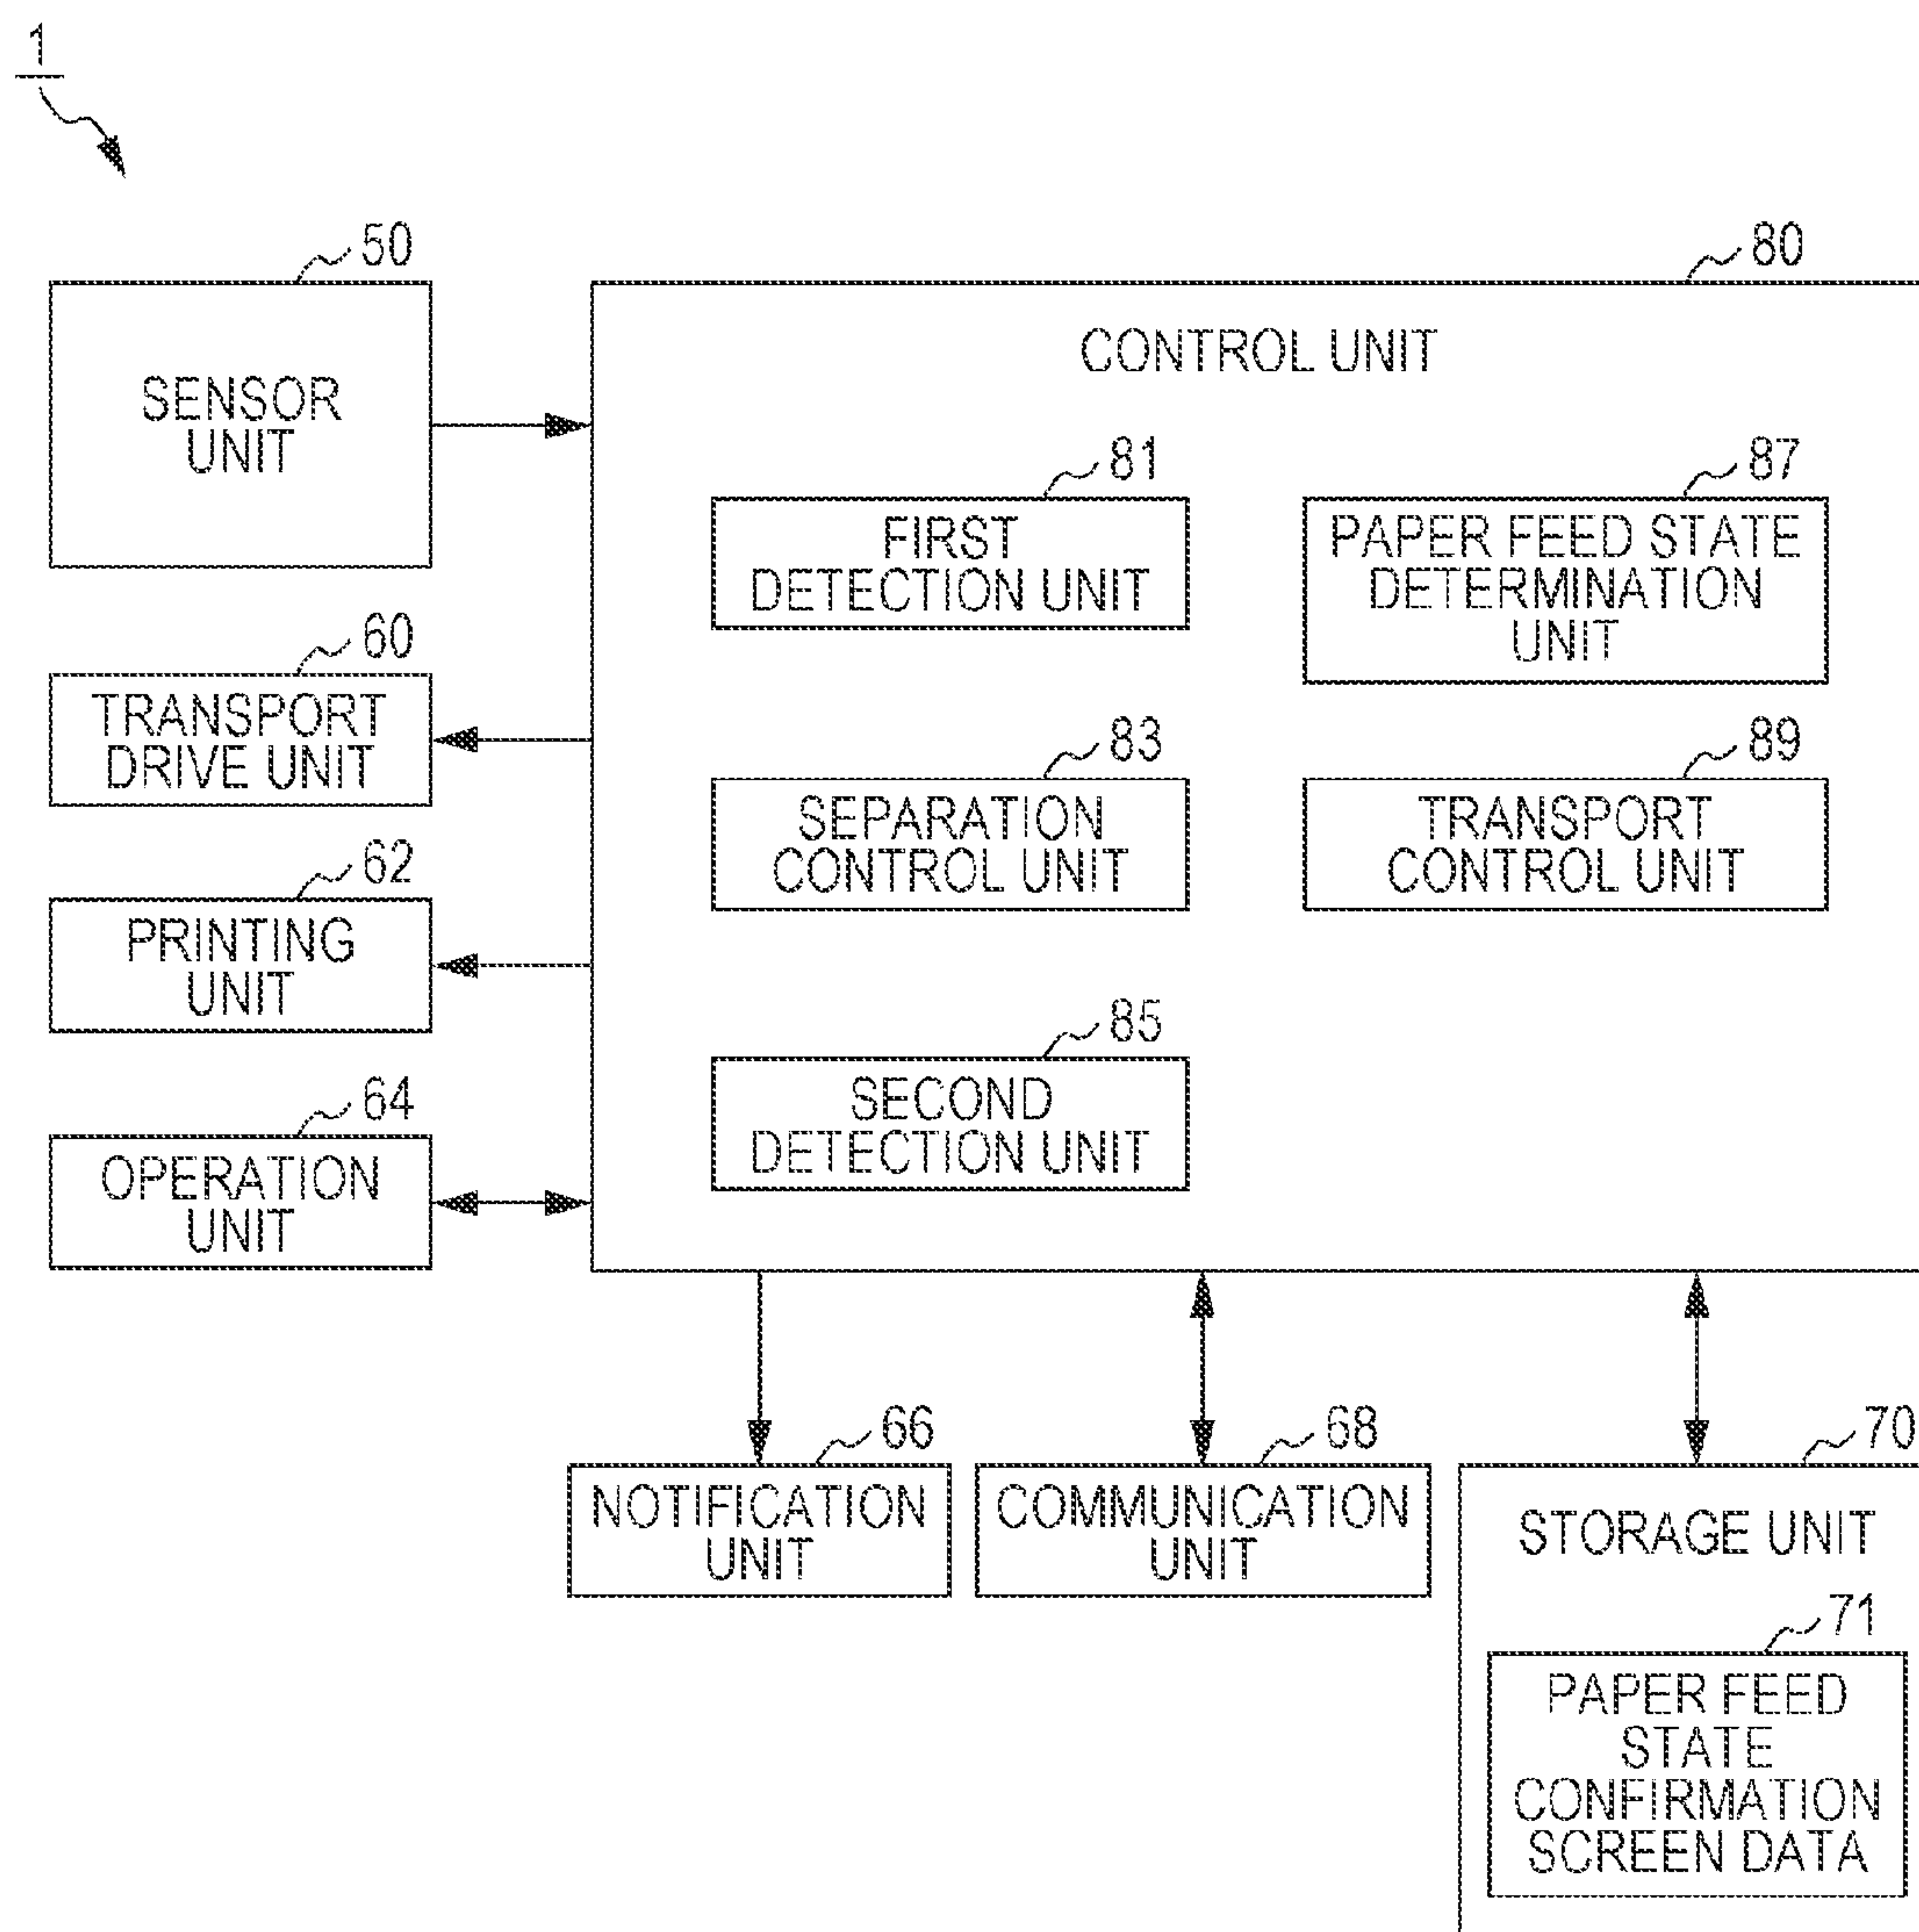 1
50
SENSOR
UNIT
80
CONTROL UNIT
81
FIRST
DETECTION UNIT
87
PAPER FEED STATE
DETERMINATION
UNIT
60
TRANSPORT
DRIVE UNIT
83
SEPARATION
CONTROL UNIT
89
TRANSPORT
CONTROL UNIT
62
PRINTING
UNIT
85
SECOND
DETECTION UNIT
64
OPERATION
UNIT
66
NOTIFICATION
UNIT
68
COMMUNICATION
UNIT
70
STORAGE UNIT
71
PAPER FEED
STATE
CONFIRMATION
SCREEN DATA